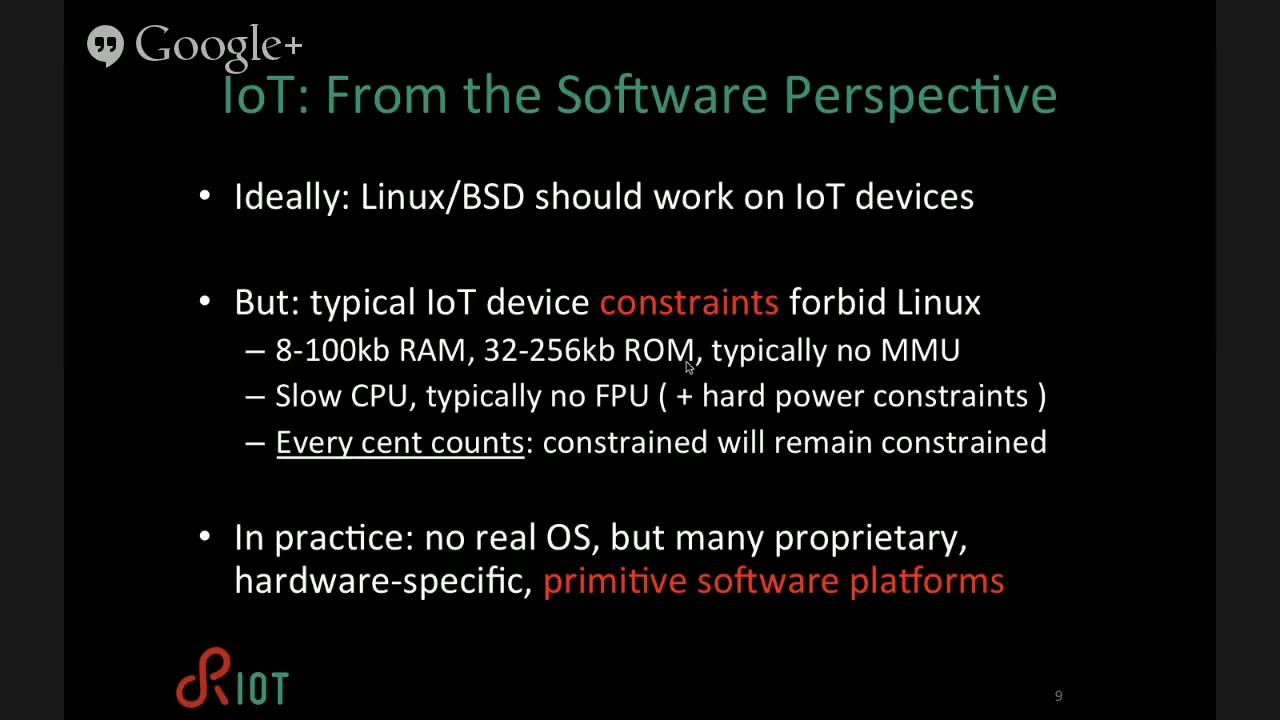 Google+
IoT: From the Software Perspective
• Ideally: Linux/BSD should work on IoT devices
• But: typical IoT device constraints forbid Linux
– 8-100kb RAM, 32-256kb ROM, typically no MMU
– Slow CPU, typically no FPU ( + hard power constraints )
– Every cent counts: constrained will remain constrained
• In practice: no real OS, but many proprietary,
hardware-specific, primitive software platforms
RIOT
9